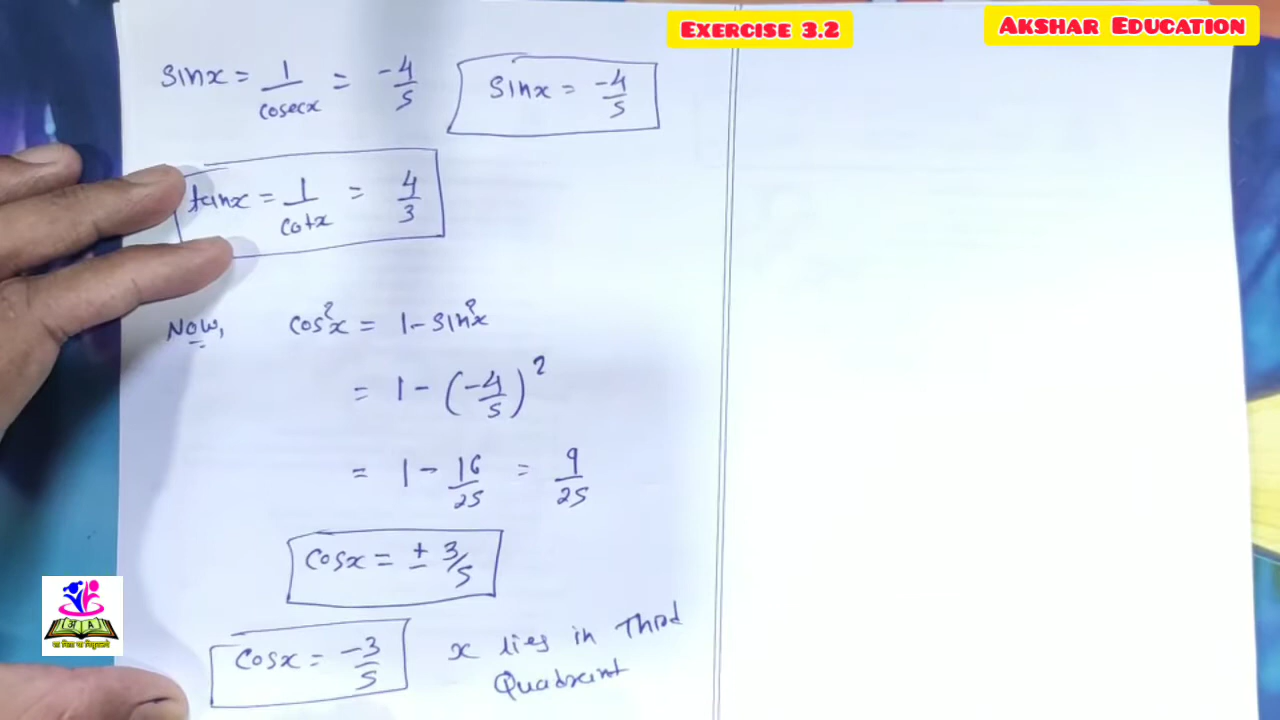 Exercise 3.2
Akshar Education
sinx = 1/cosecx = -4/5
sinx = -4/5
tanx = 1/cotx = 4/3
Now, cos²x = 1 - sin²x
= 1 - (-4/5)²
= 1 - 16/25 = 9/25
cosx = ± 3/5
cosx = -3/5
x lies in Third
Quadrant
अ A